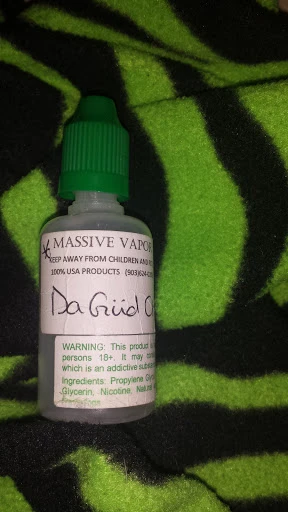 MASSIVE VAPOR
KEEP AWAY FROM CHILDREN AND
100% USA PRODUCTS (903)624-
Da Güd
WARNING: This product
persons 18+. It may
which is an addictive
Ingredients: Propylene
Glycerin, Nicotine,